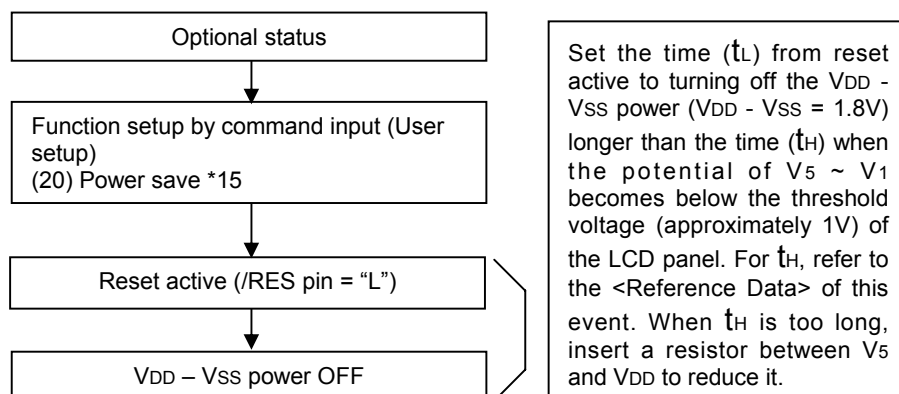 Optional status
Function setup by command input (User
setup)
(20) Power save *15
Reset active (/RES pin = “L”)
VDD – VSS power OFF
Set the time (tL) from reset
active to turning off the VDD -
VSS power (VDD - VSS = 1.8V)
longer than the time (tH) when
the potential of V5 ~ V1
becomes below the threshold
voltage (approximately 1V) of
the LCD panel. For tH, refer to
the <Reference Data> of this
event. When tH is too long,
insert a resistor between V5
and VDD to reduce it.